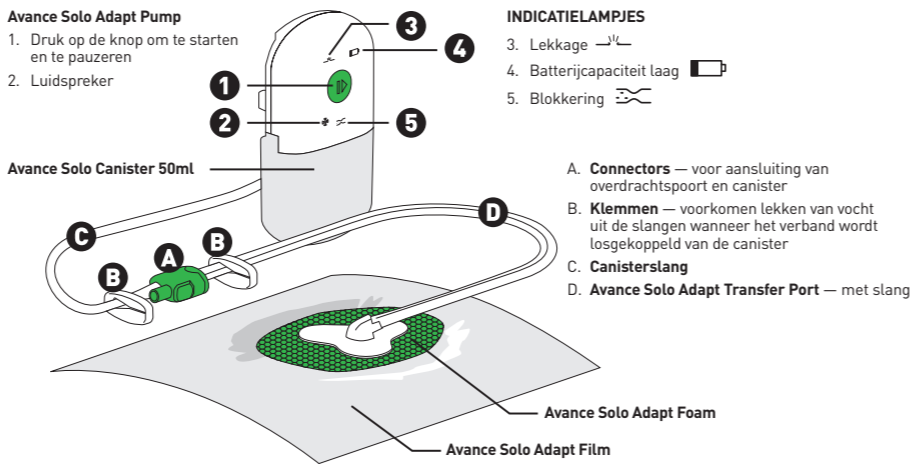 Avance Solo Adapt Pump
1. Druk op de knop om te starten
en te pauzeren
2. Luidspreker
Avance Solo Canister 50ml
1
2
3
4
5
INDICATIELAMPJES
3. Lekkage
4. Batterijcapaciteit laag
5. Blokkering
A. Connectors — voor aansluiting van
overdrachtspoort en canister
B. Klemmen — voorkomen lekken van vocht
uit de slangen wanneer het verband wordt
losgekoppeld van de canister
C. Canisterslang
D. Avance Solo Adapt Transfer Port — met slang
C
B
A
B
D
Avance Solo Adapt Foam
Avance Solo Adapt Film